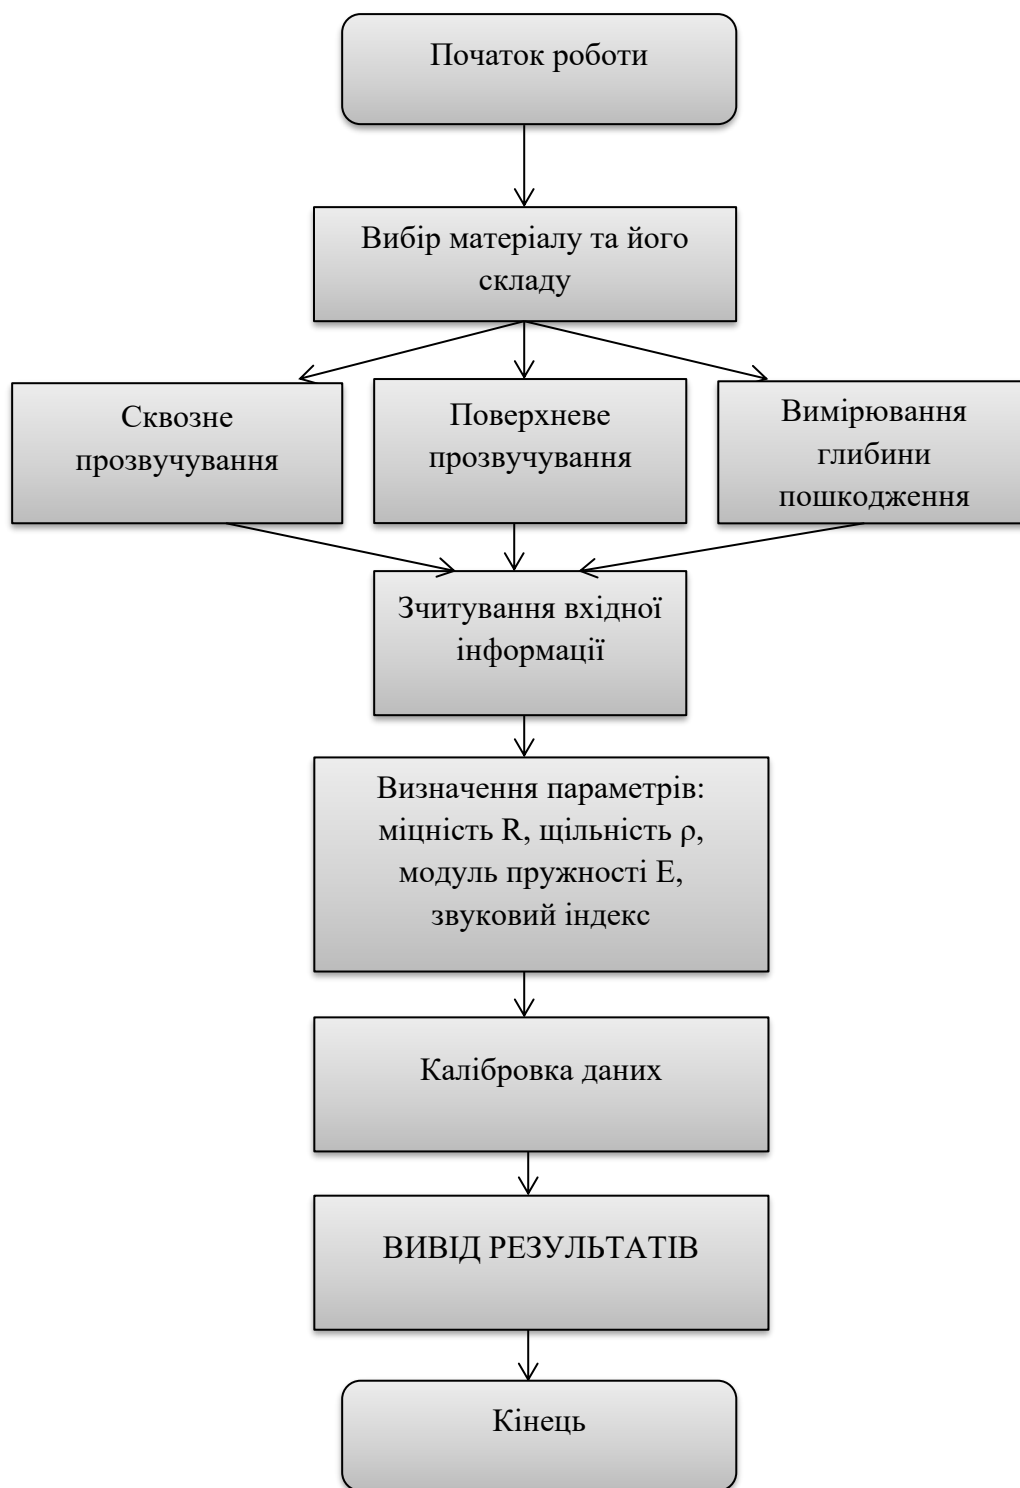 Початок роботи
Вибір матеріалу та його
складу
Сквозне
прозвучування
Поверхневе
прозвучування
Вимірювання
глибини
пошкодження
Зчитування вхідної
інформації
Визначення параметрів:
міцність R, щільність ρ,
модуль пружності Е,
звуковий індекс
Калібровка даних
ВИВІД РЕЗУЛЬТАТІВ
Кінець